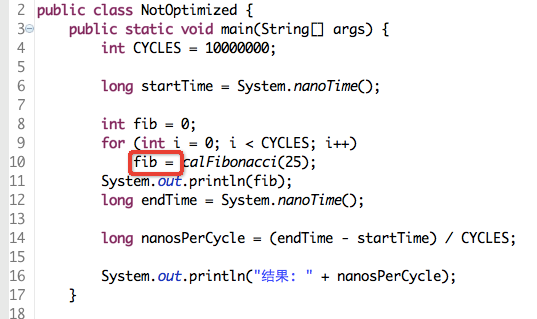 2 public class NotOptimized {
3 public static void main(String[] args) {
4 int CYCLES = 10000000;
5
6 long startTime = System.nanoTime();
7
8 int fib = 0;
9 for (int i = 0; i < CYCLES; i++)
10 fib = calFibonacci(25);
11 System.out.println(fib);
12 long endTime = System.nanoTime();
13
14 long nanosPerCycle = (endTime - startTime) / CYCLES;
15
16 System.out.println("结果: " + nanosPerCycle);
17 }